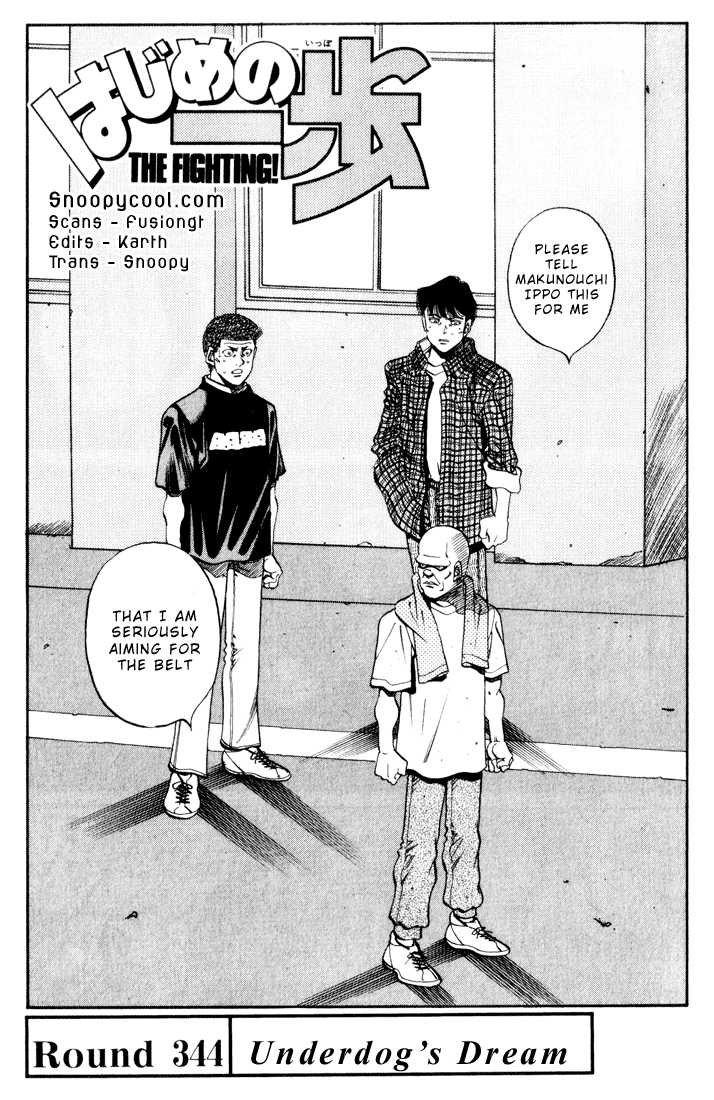 いっぽ
はじめの一歩
THE FIGHTING!
Snoopycool.com
Scans - Fusiongt
Edits - Karth
Trans - Snoopy
PLEASE
TELL
MAKUNOUCHI
IPPO THIS
FOR ME
THAT I AM
SERIOUSLY
AIMING FOR
THE BELT
Round 344
Underdog's Dream